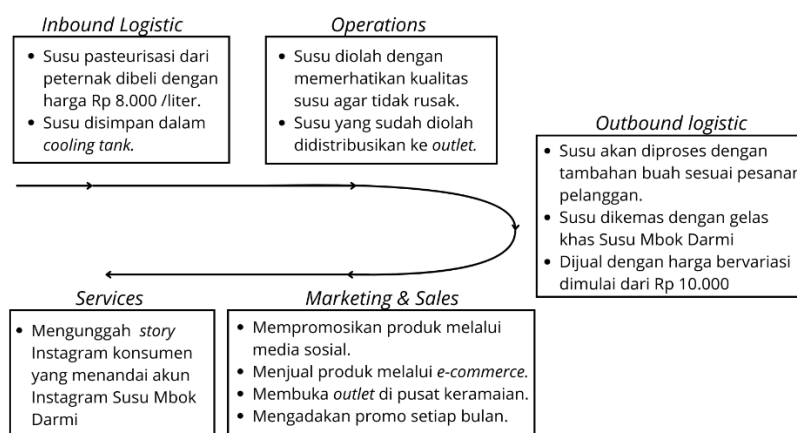 Inbound Logistic
• Susu pasteurisasi dari
peternak dibeli dengan
harga Rp 8.000 /liter.
• Susu disimpan dalam
cooling tank.
Operations
• Susu diolah dengan
memerhatikan kualitas
susu agar tidak rusak.
• Susu yang sudah diolah
didistribusikan ke outlet.
Outbound logistic
• Susu akan diproses dengan
tambahan buah sesuai pesanan
pelanggan.
• Susu dikemas dengan gelas
khas Susu Mbok Darmi
• Dijual dengan harga bervariasi
dimulai dari Rp 10.000
Services
• Mengunggah story
Instagram konsumen
yang menandai akun
Instagram Susu Mbok
Darmi
Marketing & Sales
• Mempromosikan produk melalui
media sosial.
• Menjual produk melalui e-commerce.
• Membuka outlet di pusat keramaian.
• Mengadakan promo setiap bulan.